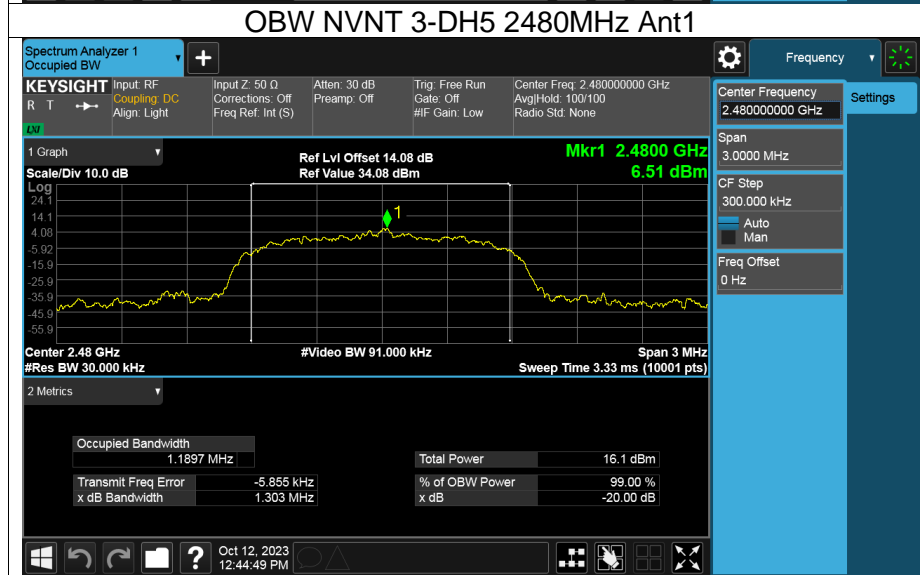 OBW NVNT 3-DH5 2480MHz Ant1
Spectrum Analyzer 1
Occupied BW
Frequency
KEYSIGHT
R T
LXI
Input: RF
Coupling: DC
Align: Light
Input Z: 50 Ω
Corrections: Off
Freq Ref: Int (S)
Atten: 30 dB
Preamp: Off
Trig: Free Run
Gate: Off
#IF Gain: Low
Center Freq: 2.480000000 GHz
Avg|Hold: 100/100
Radio Std: None
Center Frequency
2.480000000 GHz
Settings
Span
3.0000 MHz
CF Step
300.000 kHz
Auto
Man
Freq Offset
0 Hz
1 Graph
Scale/Div 10.0 dB
Ref Lvl Offset 14.08 dB
Ref Value 34.08 dBm
Mkr1 2.4800 GHz
6.51 dBm
Log
24.1
14.1
4.08
-5.92
-15.9
-25.9
-35.9
-45.9
-55.9
1
Center 2.48 GHz
#Res BW 30.000 kHz
#Video BW 91.000 kHz
Span 3 MHz
Sweep Time 3.33 ms (10001 pts)
2 Metrics
Occupied Bandwidth
1.1897 MHz
Total Power 16.1 dBm
Transmit Freq Error -5.855 kHz
% of OBW Power 99.00 %
x dB Bandwidth 1.303 MHz
x dB -20.00 dB
Oct 12, 2023
12:44:49 PM